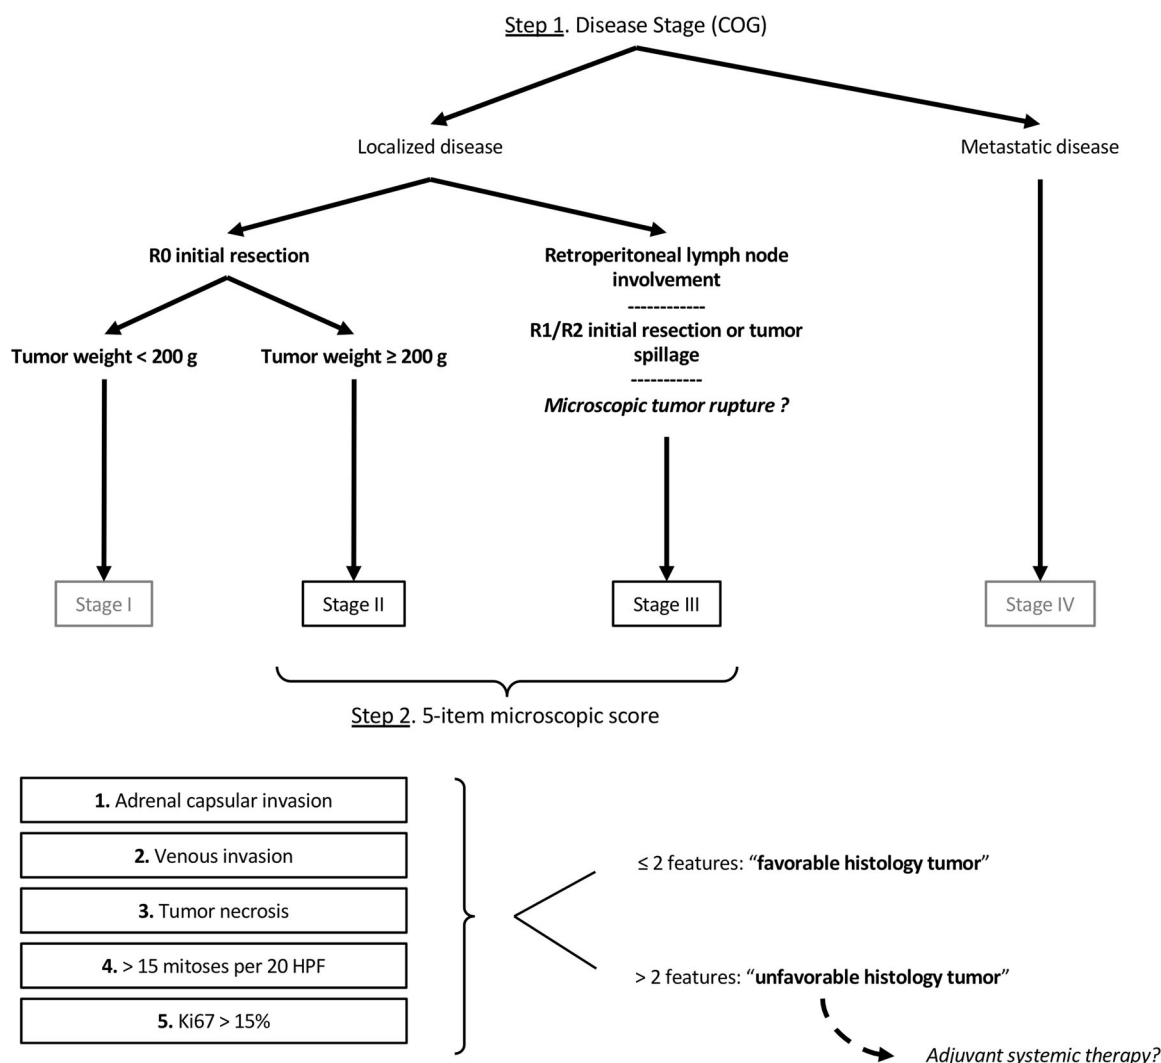 Step 1. Disease Stage (COG)
Localized disease
Metastatic disease
R0 initial resection
Retroperitoneal lymph node
involvement
------------
R1/R2 initial resection or tumor
spillage
-----------
Microscopic tumor rupture ?
Tumor weight < 200 g
Tumor weight ≥ 200 g
Stage I
Stage II
Stage III
Stage IV
Step 2. 5-item microscopic score
1. Adrenal capsular invasion
2. Venous invasion
3. Tumor necrosis
4. > 15 mitoses per 20 HPF
5. Ki67 > 15%
≤ 2 features: “favorable histology tumor”
> 2 features: “unfavorable histology tumor”
Adjuvant systemic therapy?